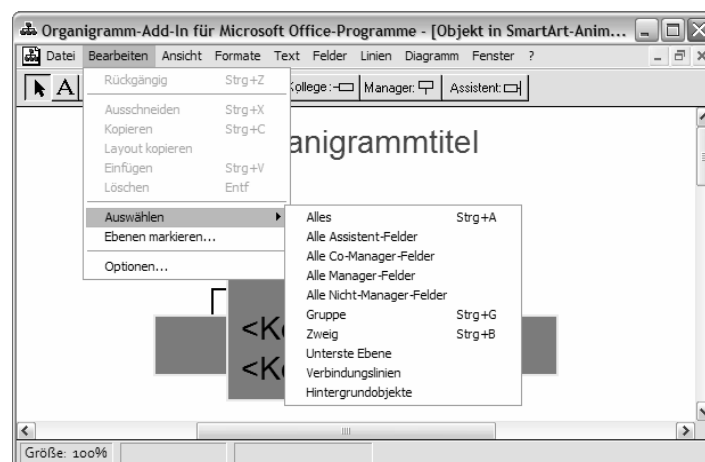 Organigramm-Add-In für Microsoft Office-Programme - [Objekt in SmartArt-Anim...
Datei Bearbeiten Ansicht Formate Text Felder Linien Diagramm Fenster ?
A Kollege: Manager: Assistent:
Rückgängig Strg+Z
Ausschneiden Strg+X
Kopieren Strg+C
Layout kopieren
Einfügen Strg+V
Löschen Entf
Auswählen
Ebenen markieren...
Optionen...
anigrammtitel
Alles Strg+A
Alle Assistent-Felder
Alle Co-Manager-Felder
Alle Manager-Felder
Alle Nicht-Manager-Felder
Gruppe Strg+G
Zweig Strg+B
Unterste Ebene
Verbindungslinien
Hintergrundobjekte
Größe: 100%